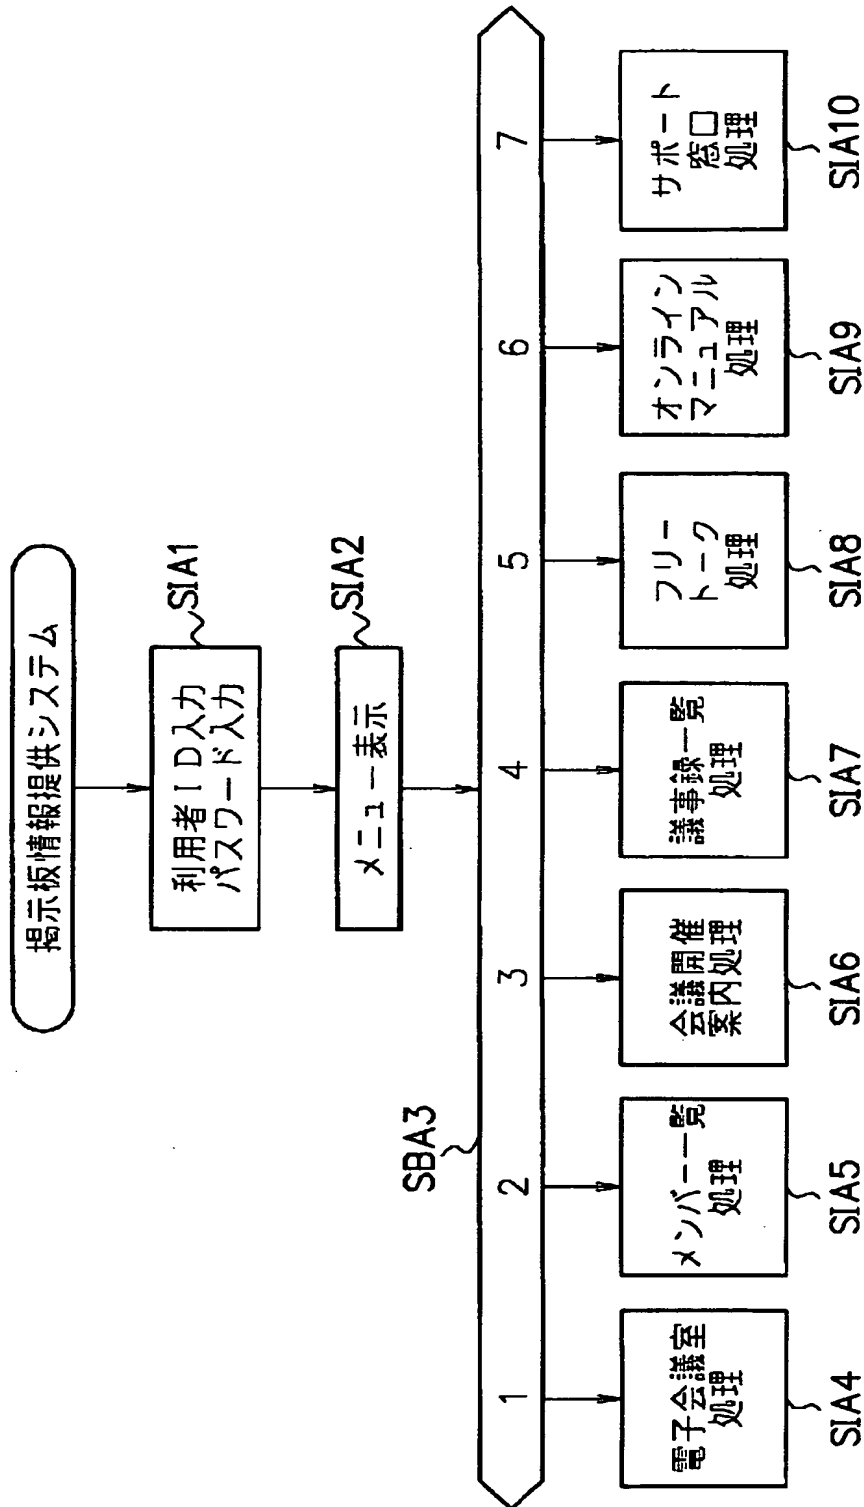 掲示板情報提供システム
利用者ID入力
パスワード入力
SIA1
メニュー表示
SIA2
SBA3
1
2
3
4
5
6
7
電子会議室
処理
SIA4
メンバー一覧
処理
SIA5
会議開催
案内処理
SIA6
議事録一覧
処理
SIA7
フリー
トーク
処理
SIA8
オンライン
マニュアル
処理
SIA9
サポート
窓口
処理
SIA10